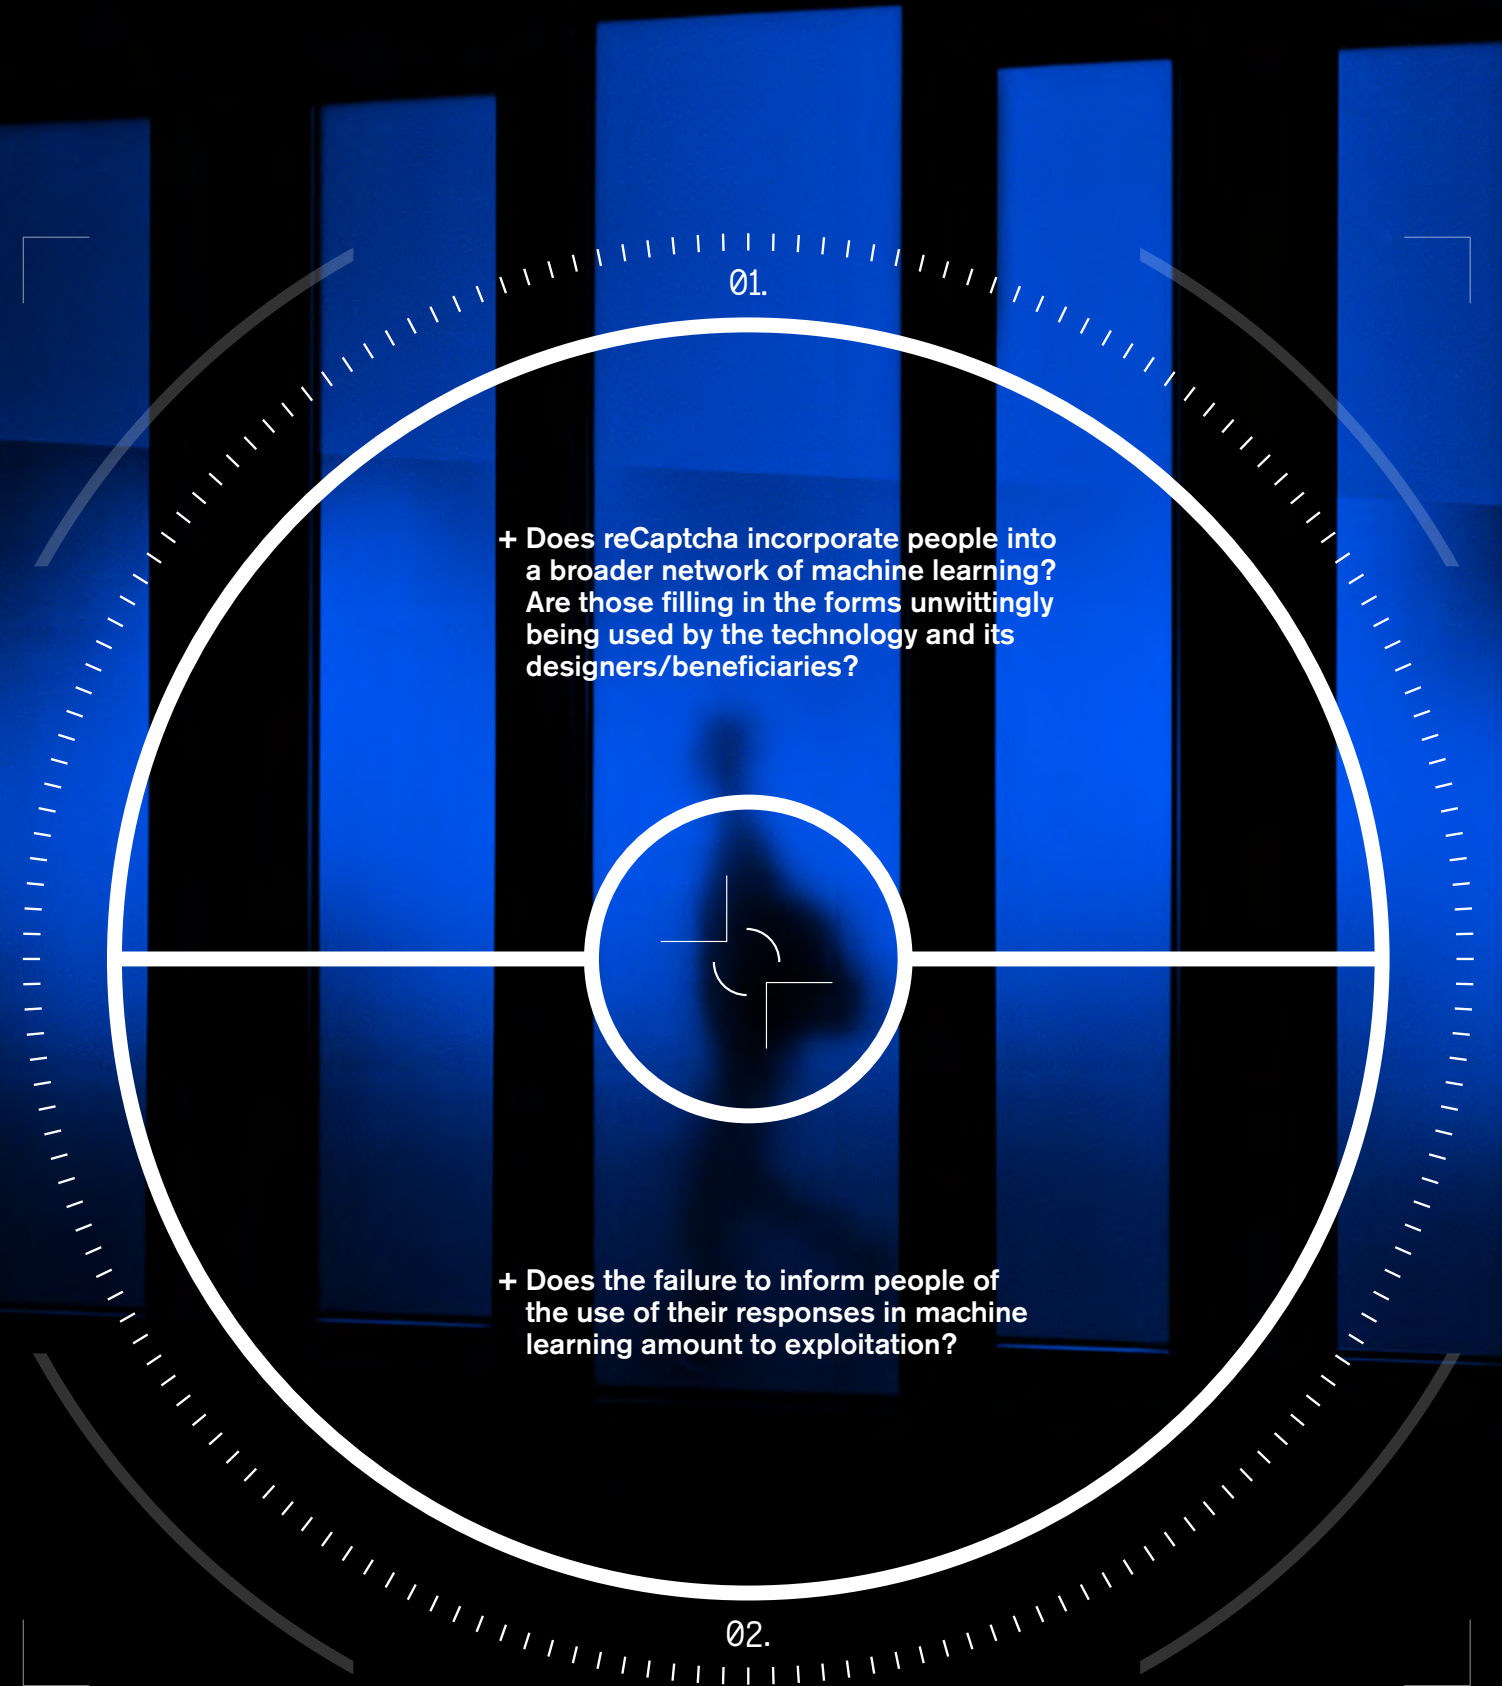 01.
+ Does reCaptcha incorporate people into
a broader network of machine learning?
Are those filling in the forms unwittingly
being used by the technology and its
designers/beneficiaries?
+ Does the failure to inform people of
the use of their responses in machine
learning amount to exploitation?
02.